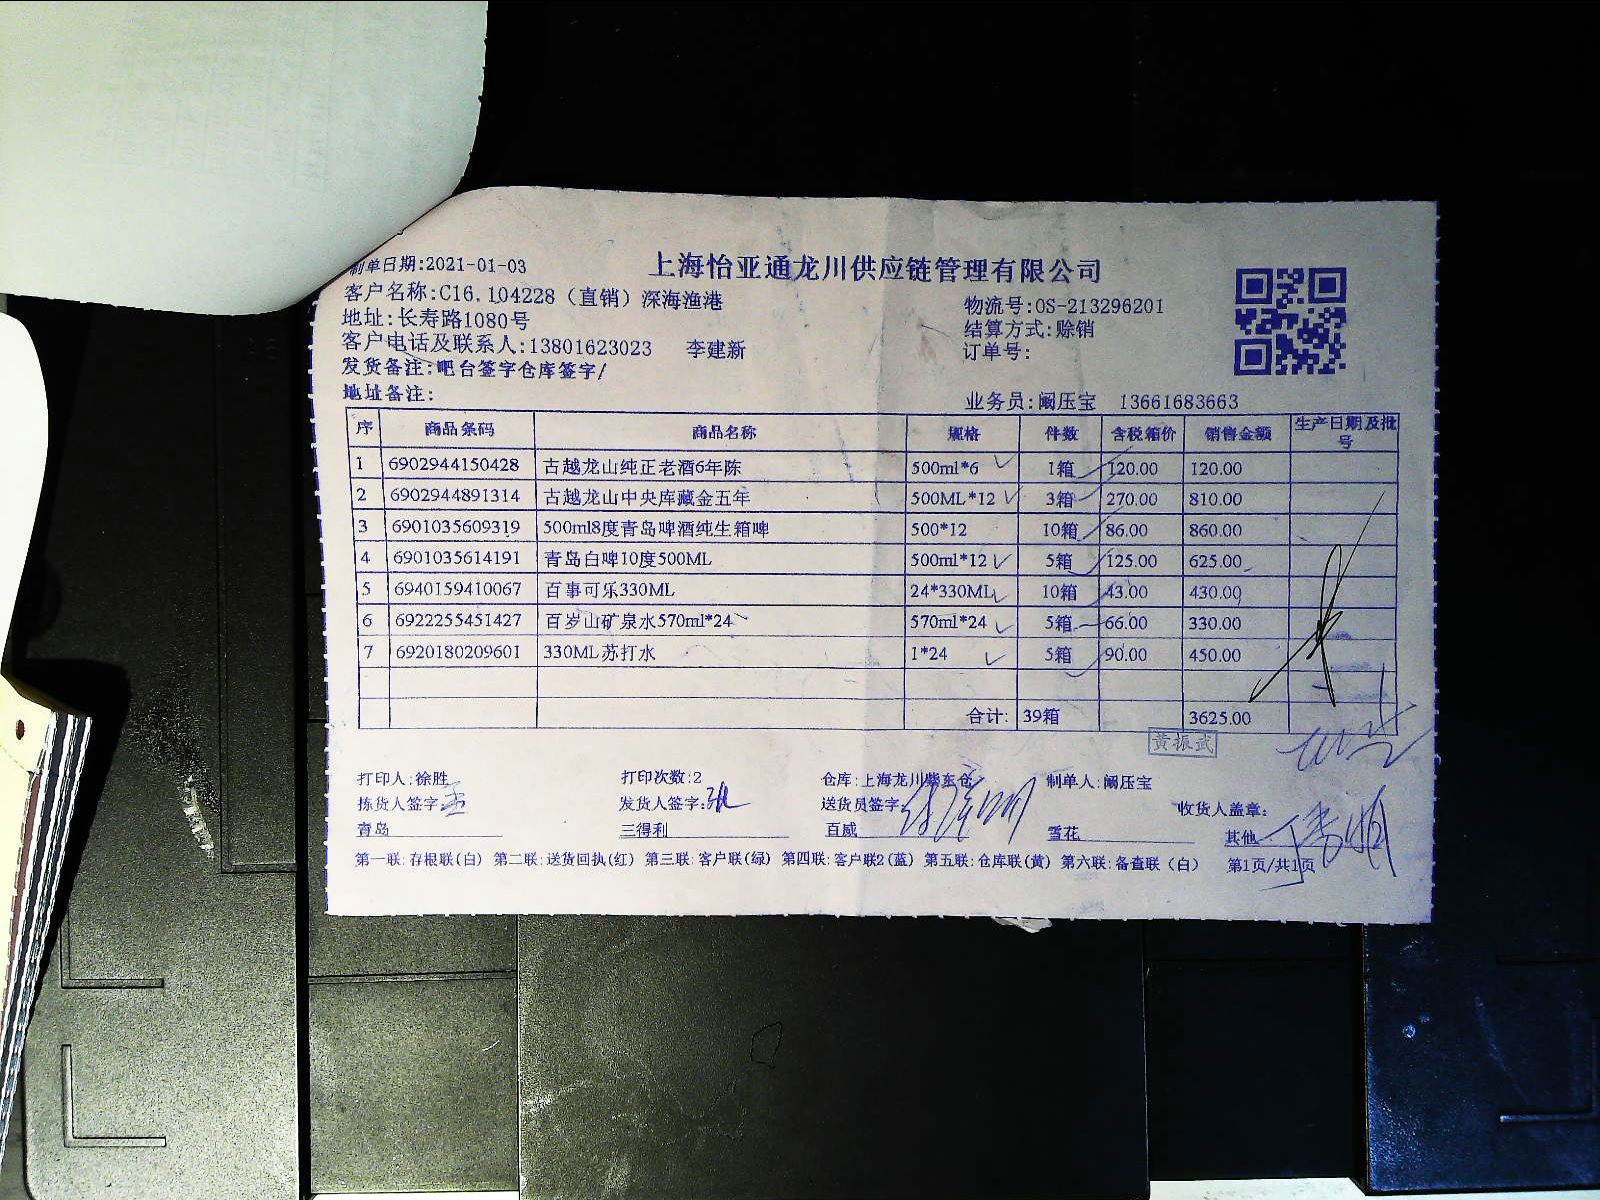 上海怡亚通龙川供应链管理有限公司
制单日期:2021-01-03
客户名称:C16.104228（直销）深海渔港
物流号:OS-213296201
地址:长寿路1080号
结算方式:赊销
客户电话及联系人:13801623023 李建新
订单号:
发货备注:吧台签字仓库签字/
地址备注:
业务员:阚压宝 13661683663
序 商品条码 商品名称 规格 件数 含税箱价 销售金额 生产日期及批号
1 6902944150428 古越龙山纯正老酒6年陈 500ml*6 1箱 120.00 120.00
2 6902944891314 古越龙山中央库藏金五年 500ML*12 3箱 270.00 810.00
3 6901035609319 500ml8度青岛啤酒纯生箱啤 500*12 10箱 86.00 860.00
4 6901035614191 青岛白啤10度500ML 500ml*12 5箱 125.00 625.00
5 6940159410067 百事可乐330ML 24*330ML 10箱 43.00 430.00
6 6922255451427 百岁山矿泉水570ml*24 570ml*24 5箱 66.00 330.00
7 6920180209601 330ML苏打水 1*24 5箱 90.00 450.00
合计: 39箱 3625.00
黄振武
打印人:徐胜 打印次数:2 仓库:上海龙川 东仓 制单人:阚压宝
拣货人签字: 发货人签字: 送货员签字: 收货人盖章:
青岛 三得利 百威 雪花 其他
第一联:存根联(白) 第二联:送货回执(红) 第三联:客户联(绿) 第四联:客户联2(蓝) 第五联:仓库联(黄) 第六联:备查联（白） 第1页/共1页